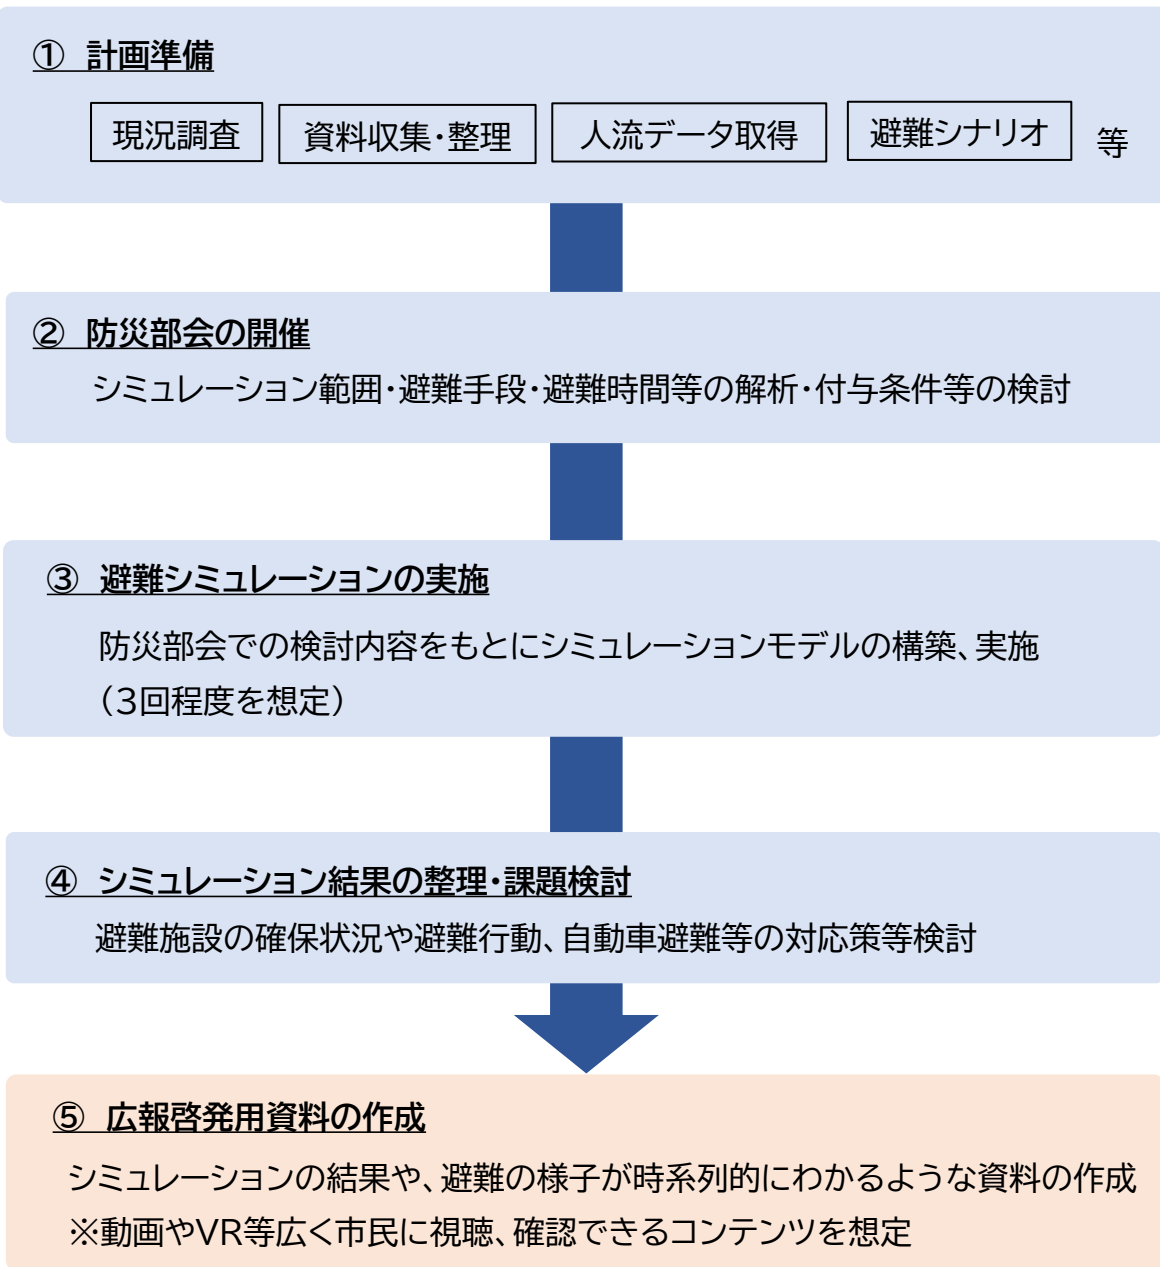 ① 計画準備
現況調査 資料収集・整理 人流データ取得 避難シナリオ 等
② 防災部会の開催
シミュレーション範囲・避難手段・避難時間等の解析・付与条件等の検討
③ 避難シミュレーションの実施
防災部会での検討内容をもとにシミュレーションモデルの構築、実施
（3回程度を想定）
④ シミュレーション結果の整理・課題検討
避難施設の確保状況や避難行動、自動車避難等の対応策等検討
⑤ 広報啓発用資料の作成
シミュレーションの結果や、避難の様子が時系列的にわかるような資料の作成
※動画やVR等広く市民に視聴、確認できるコンテンツを想定